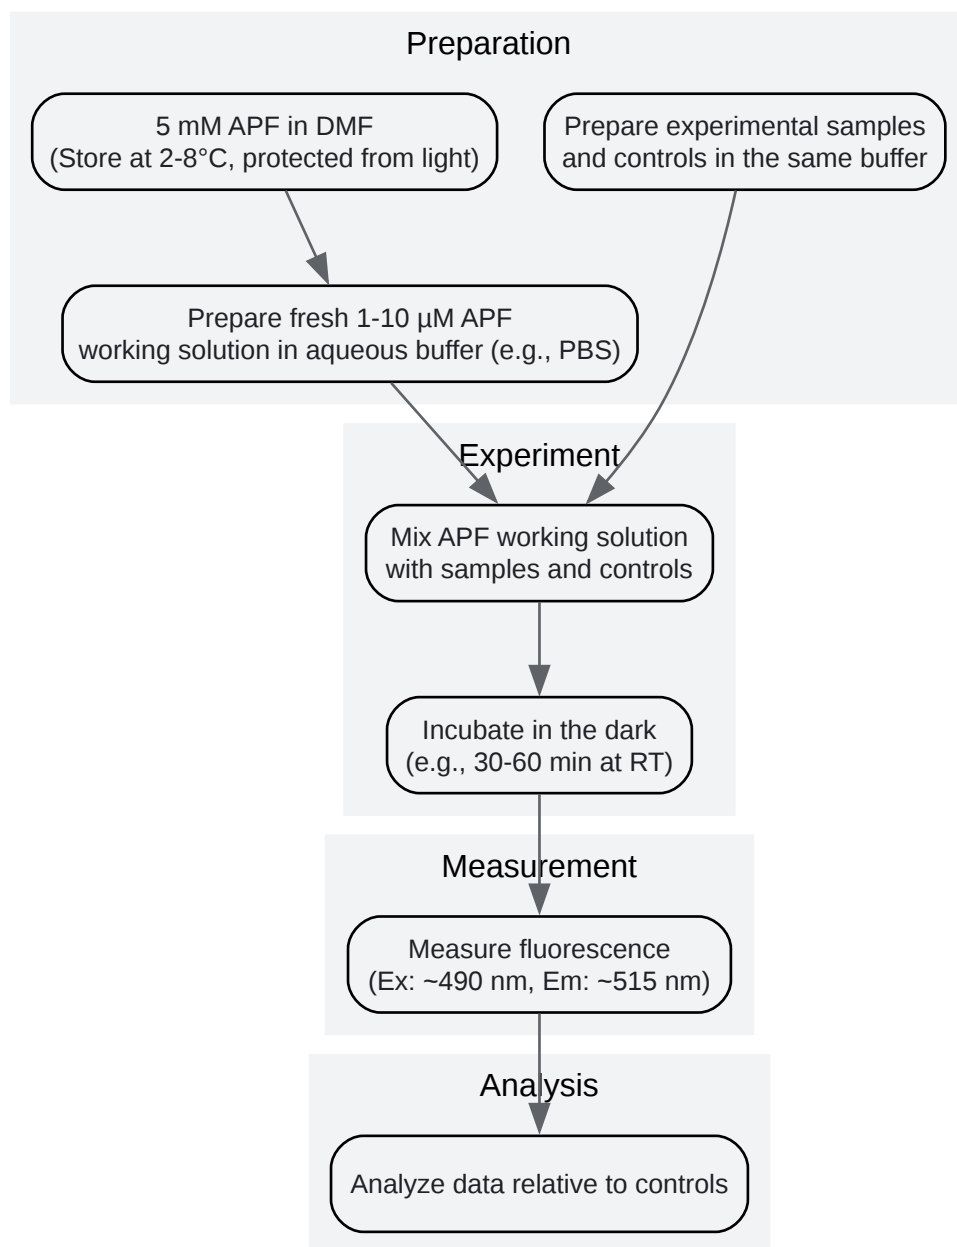 Preparation
5 mM APF in DMF
(Store at 2-8°C, protected from light)
Prepare experimental samples
and controls in the same buffer
Prepare fresh 1-10 µM APF
working solution in aqueous buffer (e.g., PBS)
Experiment
Mix APF working solution
with samples and controls
Incubate in the dark
(e.g., 30-60 min at RT)
Measurement
Measure fluorescence
(Ex: ~490 nm, Em: ~515 nm)
Analysis
Analyze data relative to controls